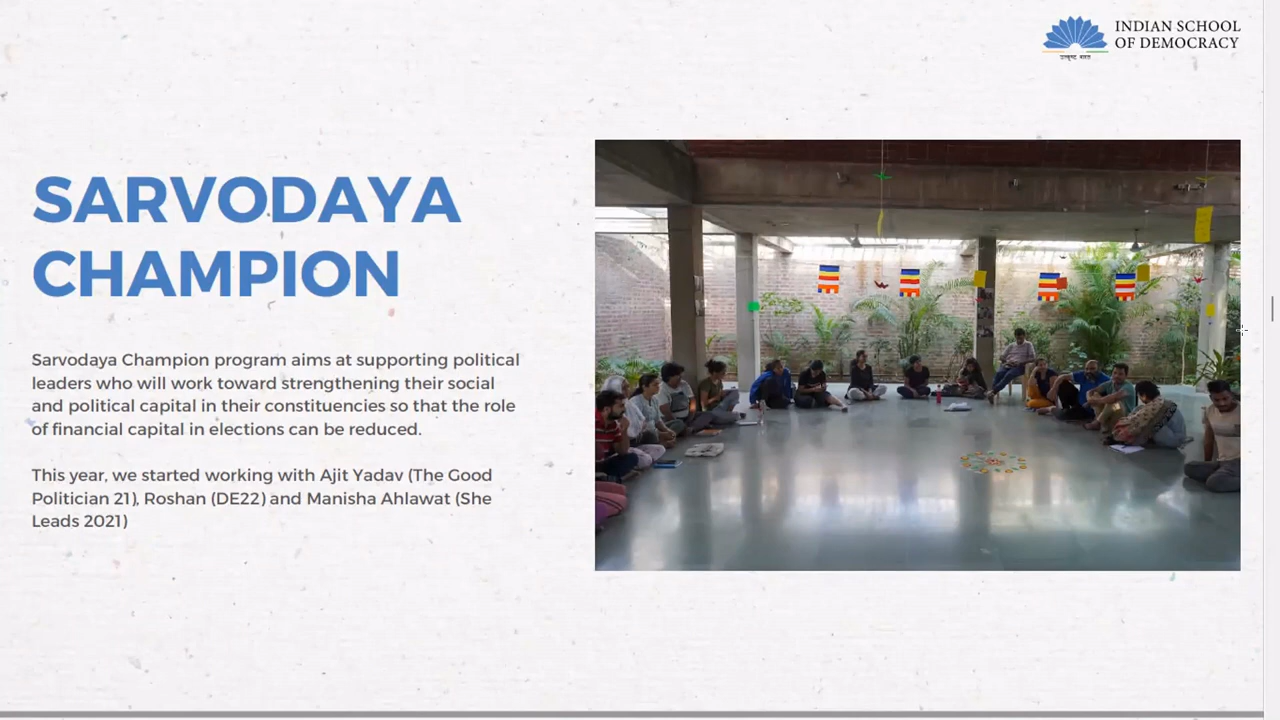 INDIAN SCHOOL
OF DEMOCRACY
उत्कृष्ट भारत
SARVODAYA
CHAMPION
Sarvodaya Champion program aims at supporting political
leaders who will work toward strengthening their social
and political capital in their constituencies so that the role
of financial capital in elections can be reduced.
This year, we started working with Ajit Yadav (The Good
Politician 21), Roshan (DE22) and Manisha Ahlawat (She
Leads 2021)